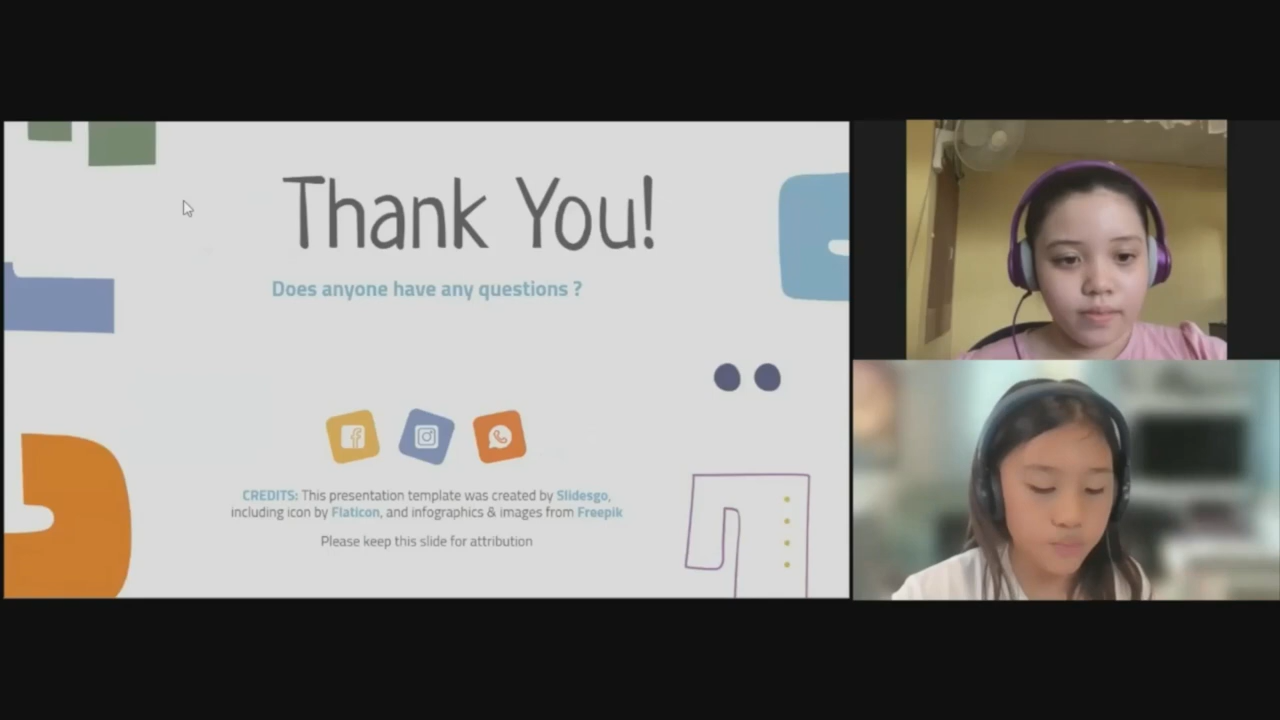 Thank You!
Does anyone have any questions ?
CREDITS: This presentation template was created by Slidesgo,
including icon by Flaticon, and infographics & images from Freepik
Please keep this slide for attribution